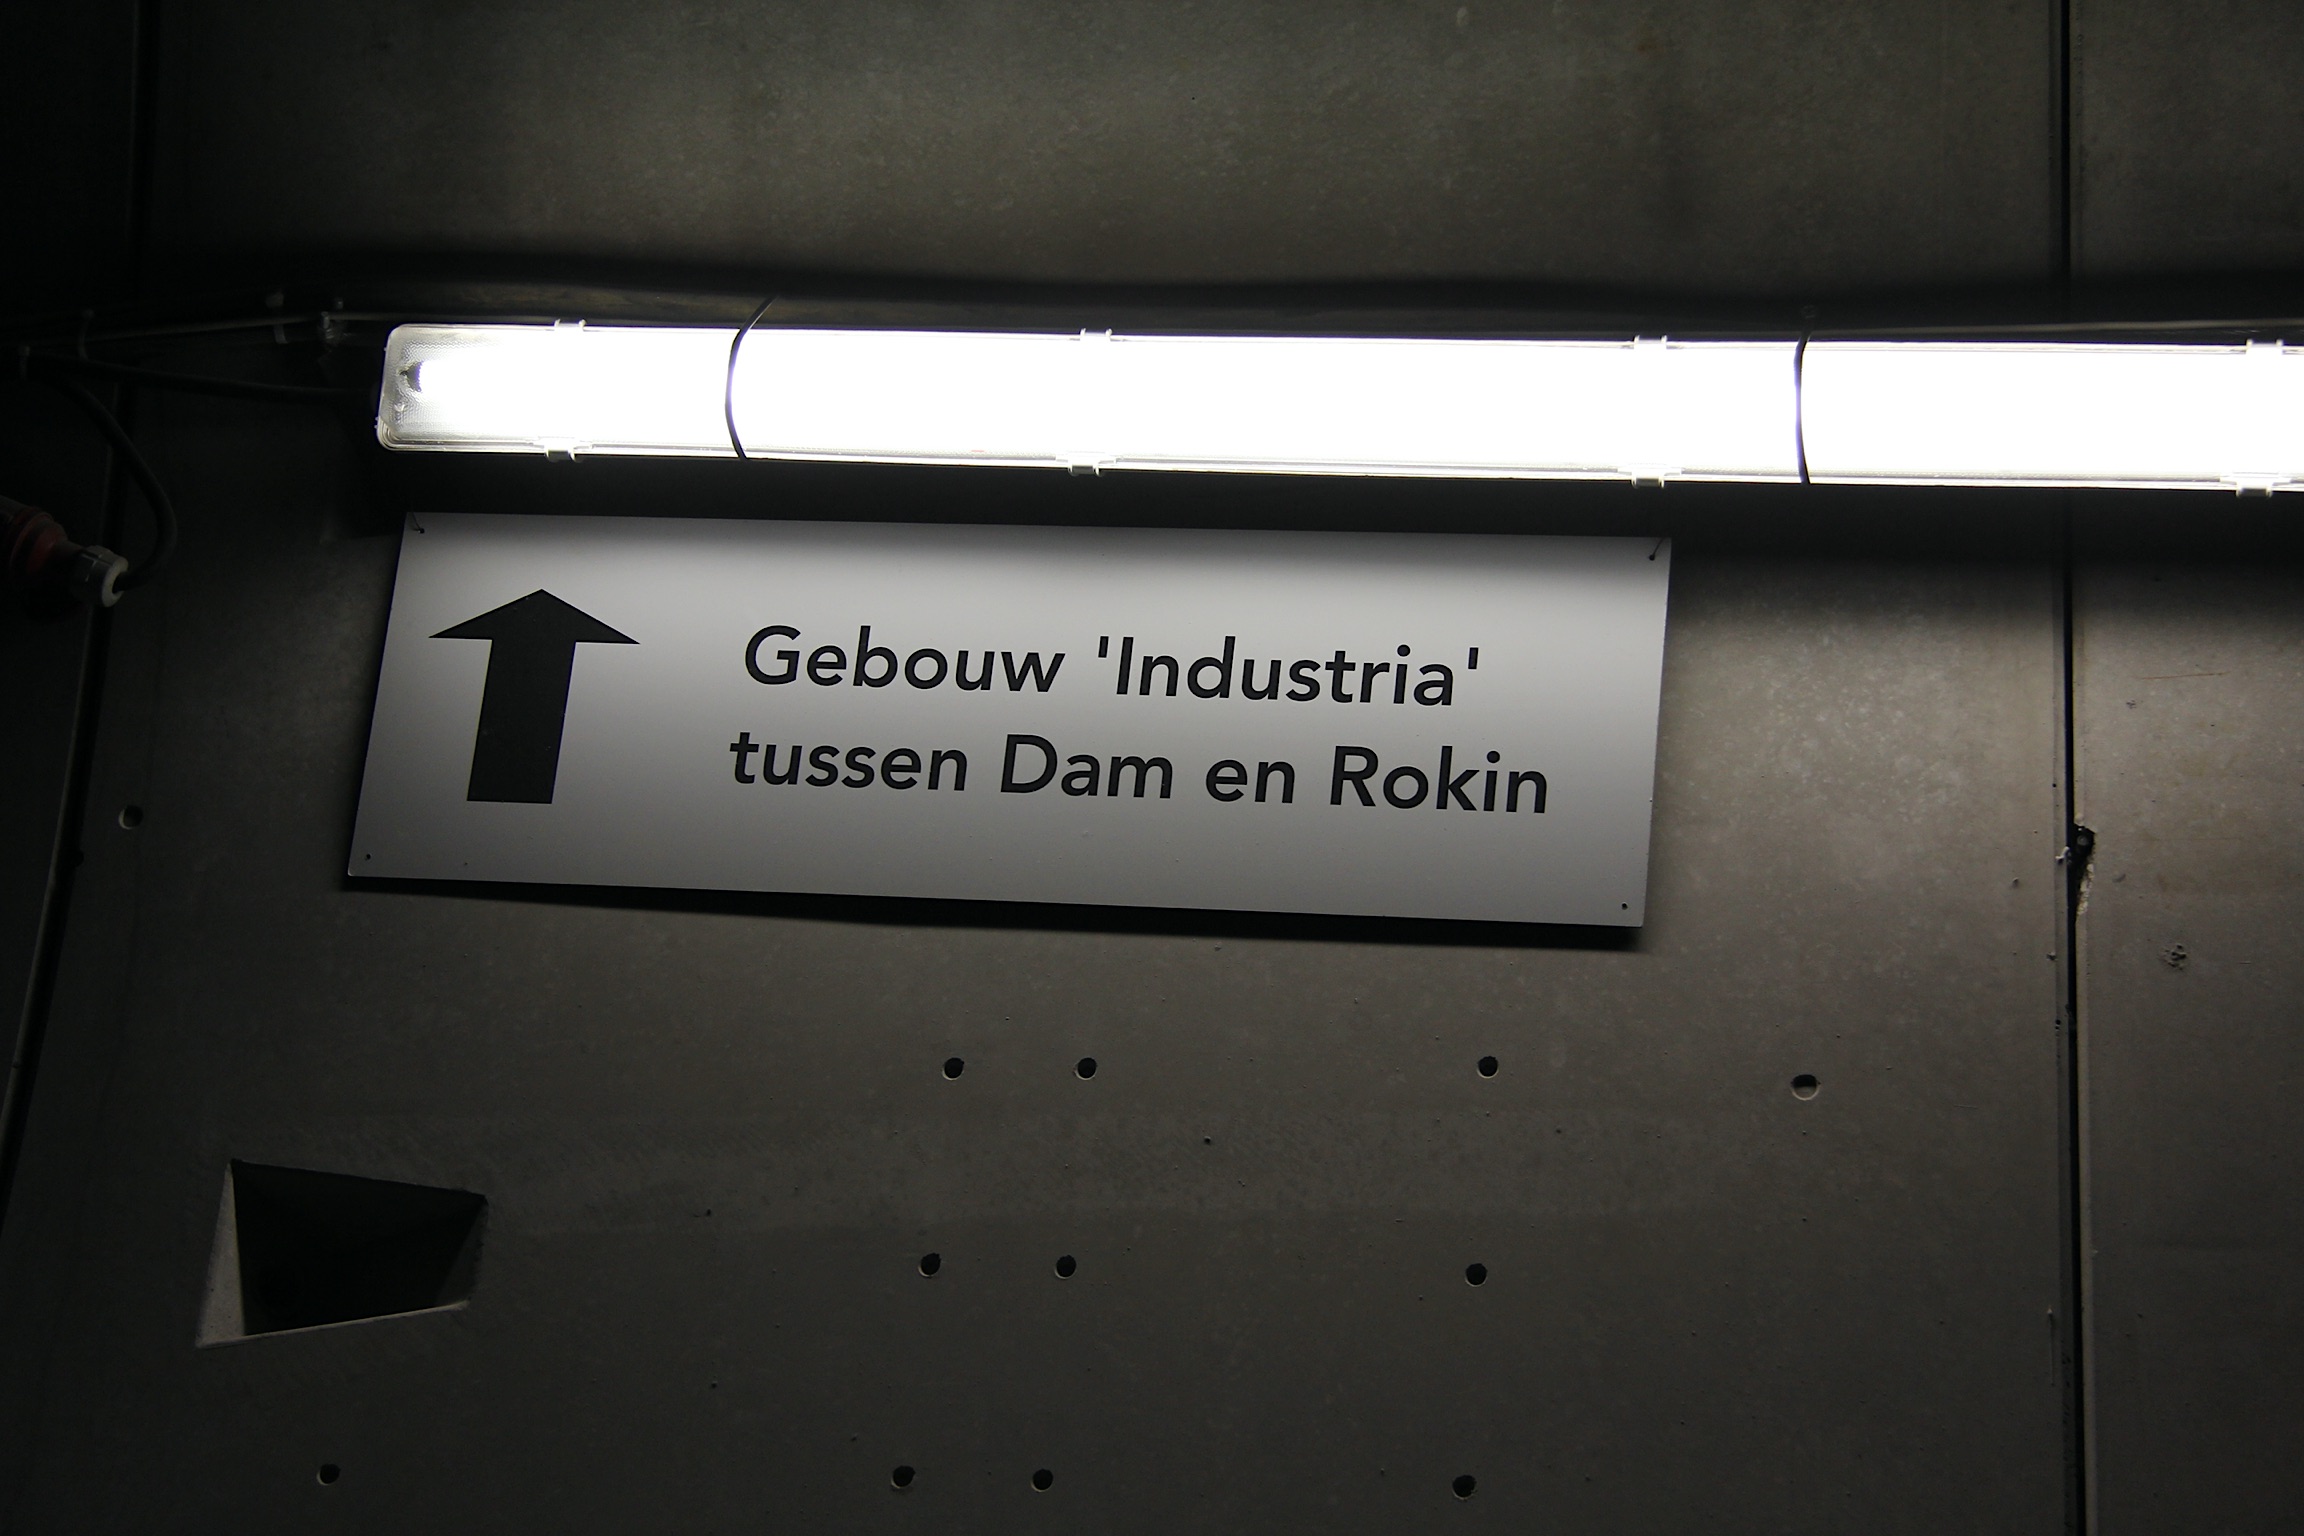 Gebouw 'Industria'
tussen Dam en Rokin